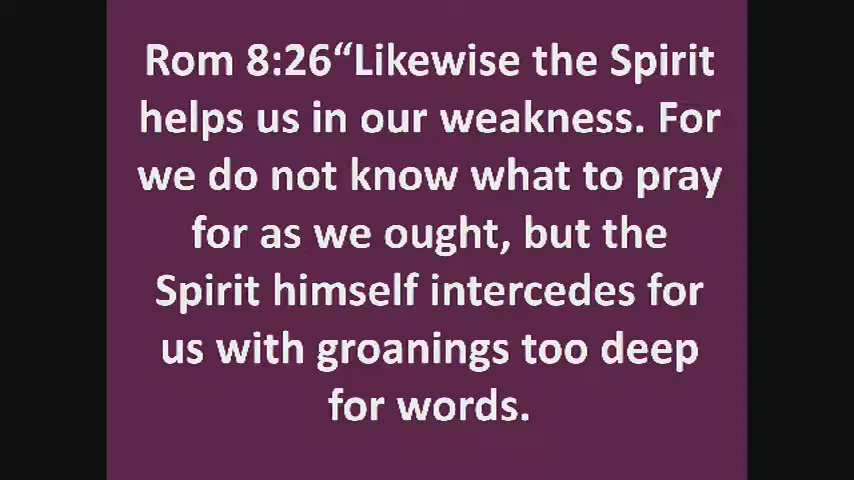 Rom 8:26“Likewise the Spirit
helps us in our weakness. For
we do not know what to pray
for as we ought, but the
Spirit himself intercedes for
us with groanings too deep
for words.